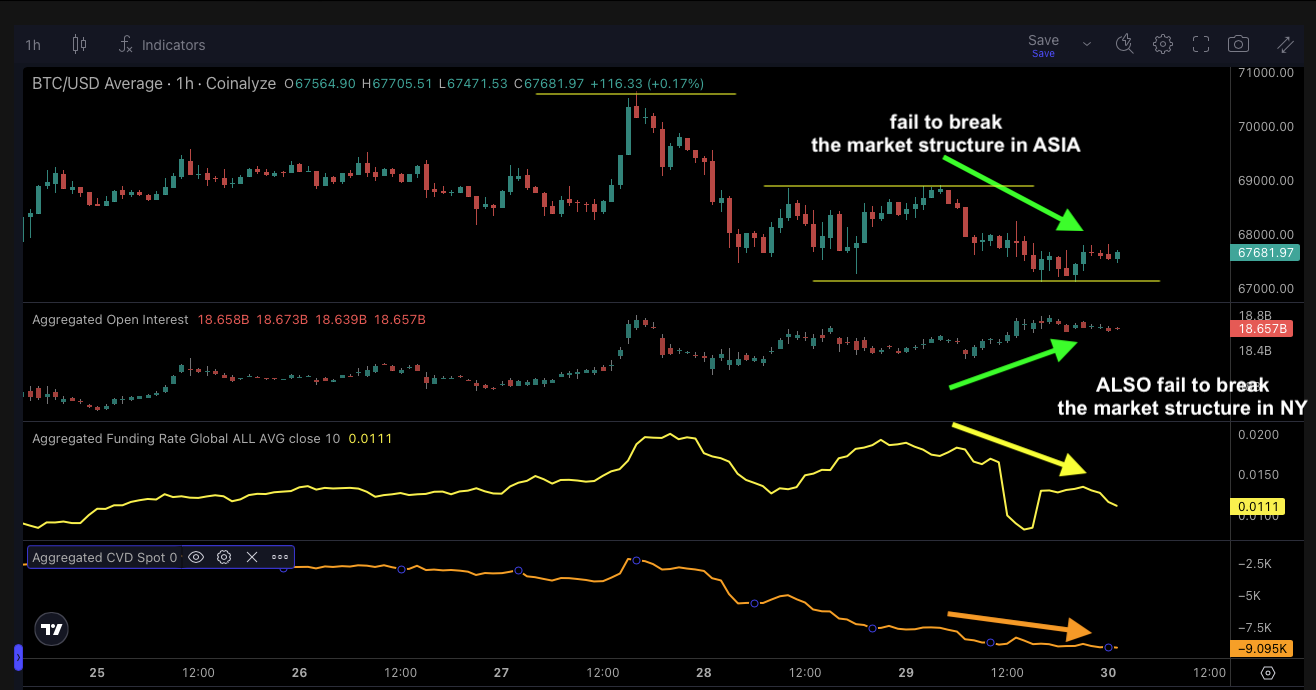 1h Indicators Save
Save
BTC/USD Average · 1h · Coinalyze O67564.90 H67705.51 L67471.53 C67681.97 +116.33 (+0.17%)
71000.00
fail to break
the market structure in ASIA
70000.00
69000.00
68000.00
67681.97
67000.00
Aggregated Open Interest 18.658B 18.673B 18.639B 18.657B
18.8B
18.657B
18.4B
ALSO fail to break
the market structure in NY
Aggregated Funding Rate Global ALL AVG close 10 0.0111
0.0200
0.0150
0.0111
0.0100
Aggregated CVD Spot 0
−2.5K
−5K
−7.5K
−9.095K
25 12:00 26 12:00 27 12:00 28 12:00 29 12:00 30 12:00